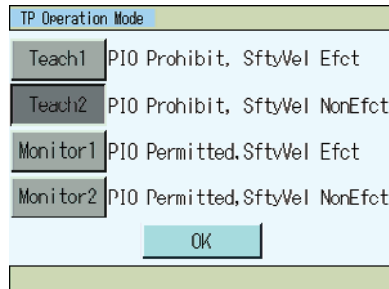 TP Operation Mode
Teach1 PIO Prohibit, SftyVel Efct
Teach2 PIO Prohibit, SftyVel NonEfct
Monitor1 PIO Permitted,SftyVel Efct
Monitor2 PIO Permitted,SftyVel NonEfct
OK